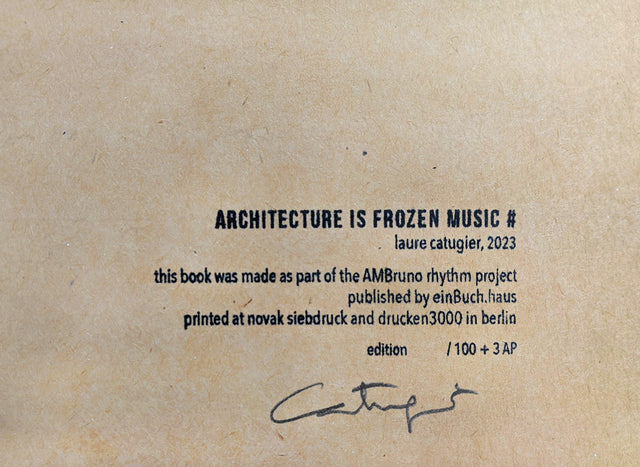 ARCHITECTURE IS FROZEN MUSIC #
laure catugier, 2023
this book was made as part of the AMBruno rhythm project
published by einBuch.haus
printed at novak siebdruck and drucken3000 in berlin
edition /100 + 3 AP
Catugier